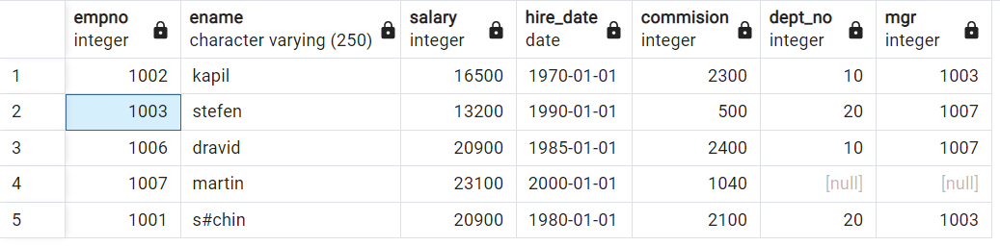 empno ename salary hire_date commision dept_no mgr
integer character varying (250) integer date integer integer integer
1 1002 kapil 16500 1970-01-01 2300 10 1003
2 1003 stefen 13200 1990-01-01 500 20 1007
3 1006 dravid 20900 1985-01-01 2400 10 1007
4 1007 martin 23100 2000-01-01 1040 [null] [null]
5 1001 s#chin 20900 1980-01-01 2100 20 1003